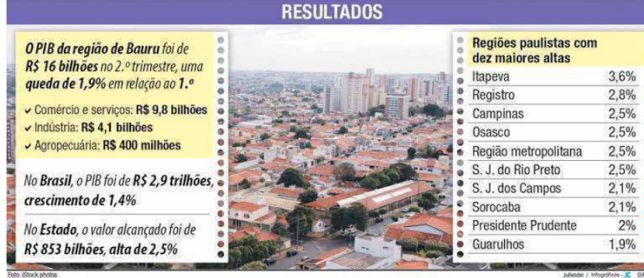 RESULTADOS
O PIB da região de Bauru foi de
R$ 16 bilhões no 2.º trimestre, uma
queda de 1,9% em relação ao 1.º
✓ Comércio e serviços: R$ 9,8 bilhões
✓ Indústria: R$ 4,1 bilhões
✓ Agropecuária: R$ 400 milhões
No Brasil, o PIB foi de R$ 2,9 trilhões,
crescimento de 1,4%
No Estado, o valor alcançado foi de
R$ 853 bilhões, alta de 2,5%
Regiões paulistas com
dez maiores altas
Itapeva 3,6%
Registro 2,8%
Campinas 2,5%
Osasco 2,5%
Região metropolitana 2,5%
S. J. do Rio Preto 2,5%
S. J. dos Campos 2,1%
Sorocaba 2,1%
Presidente Prudente 2%
Guarulhos 1,9%
Foto: iStock photos